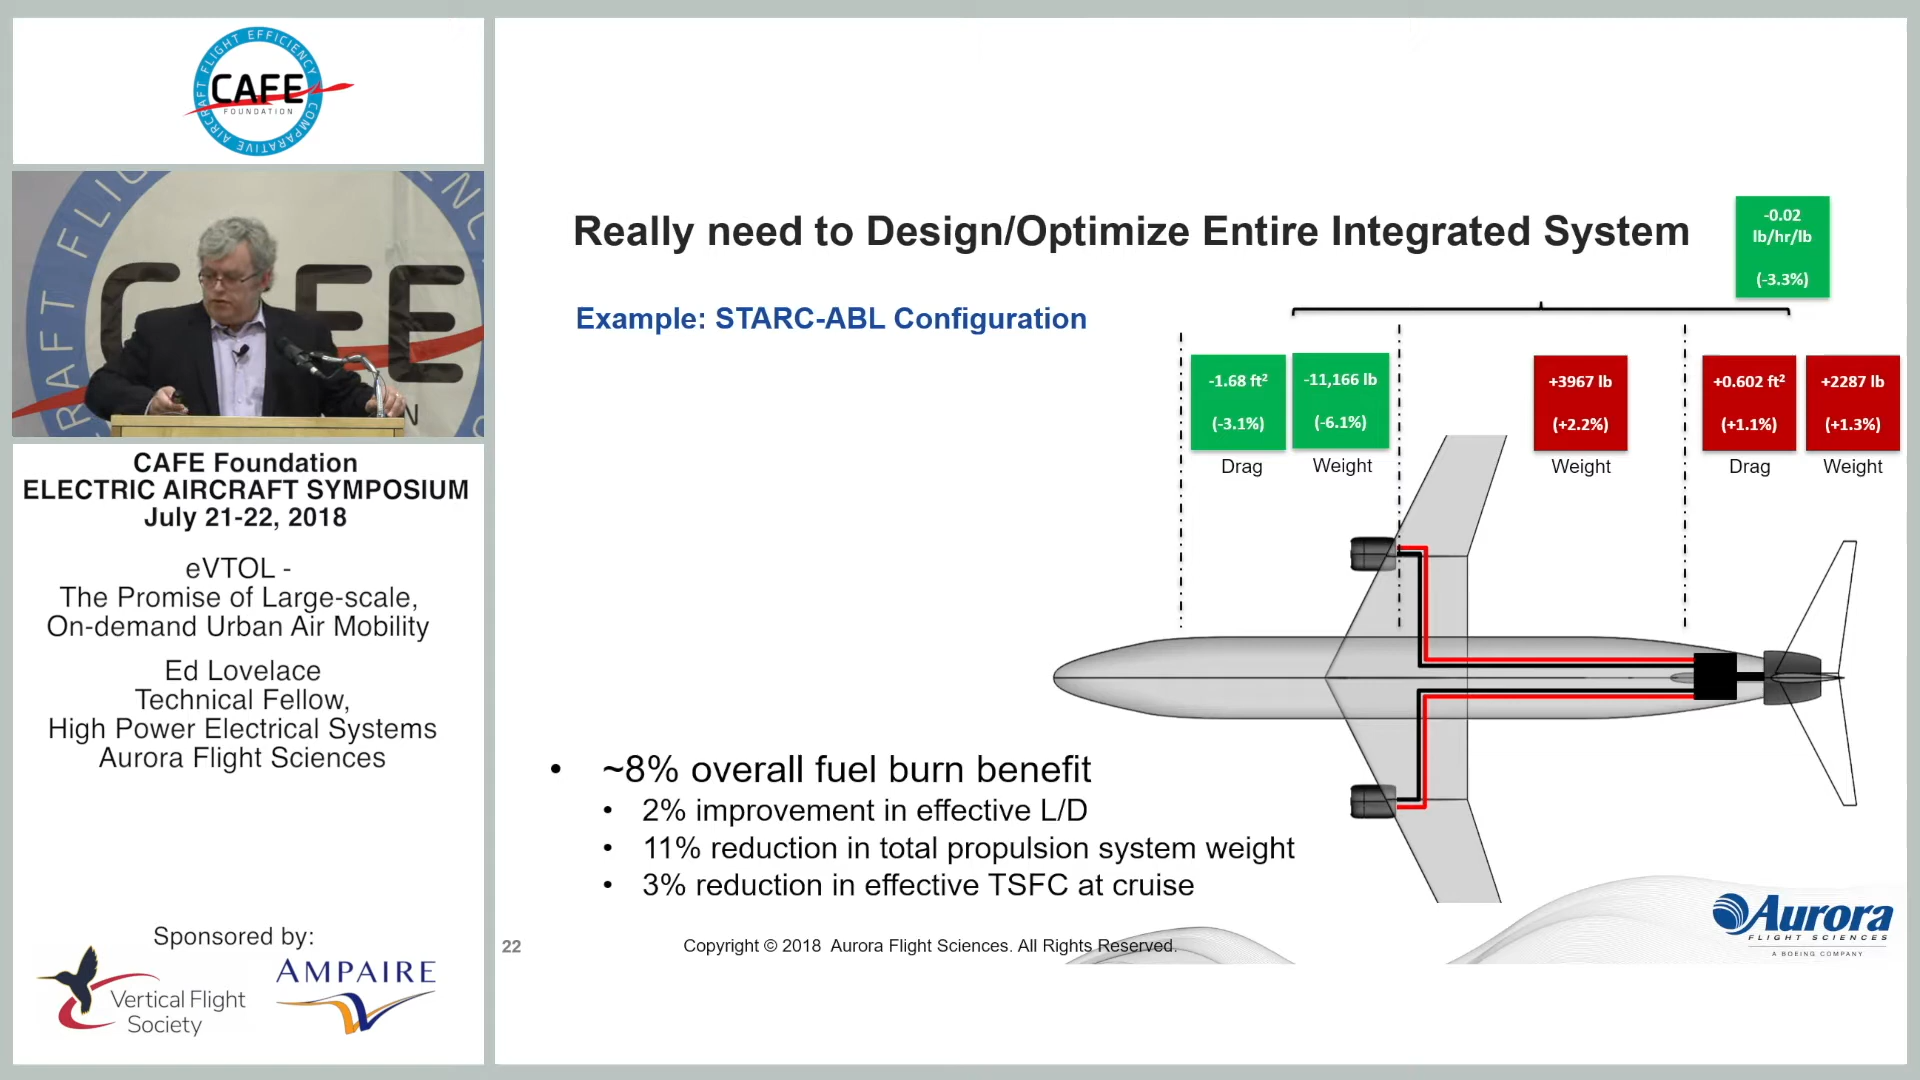 AIRCRAFT FLIGHT EFFICIENCY
CAFE
FOUNDATION
COMPARATIVE
CAFE Foundation
ELECTRIC AIRCRAFT SYMPOSIUM
July 21-22, 2018
eVTOL -
The Promise of Large-scale,
On-demand Urban Air Mobility
Ed Lovelace
Technical Fellow,
High Power Electrical Systems
Aurora Flight Sciences
Sponsored by:
Vertical Flight
Society
AMPAIRE
Really need to Design/Optimize Entire Integrated System
Example: STARC-ABL Configuration
-0.02
lb/hr/lb
(-3.3%)
-1.68 ft²
(-3.1%)
Drag
-11,166 lb
(-6.1%)
Weight
+3967 lb
(+2.2%)
Weight
+0.602 ft²
(+1.1%)
Drag
+2287 lb
(+1.3%)
Weight
• ~8% overall fuel burn benefit
• 2% improvement in effective L/D
• 11% reduction in total propulsion system weight
• 3% reduction in effective TSFC at cruise
22
Copyright © 2018 Aurora Flight Sciences. All Rights Reserved.
Aurora
FLIGHT SCIENCES
A BOEING COMPANY